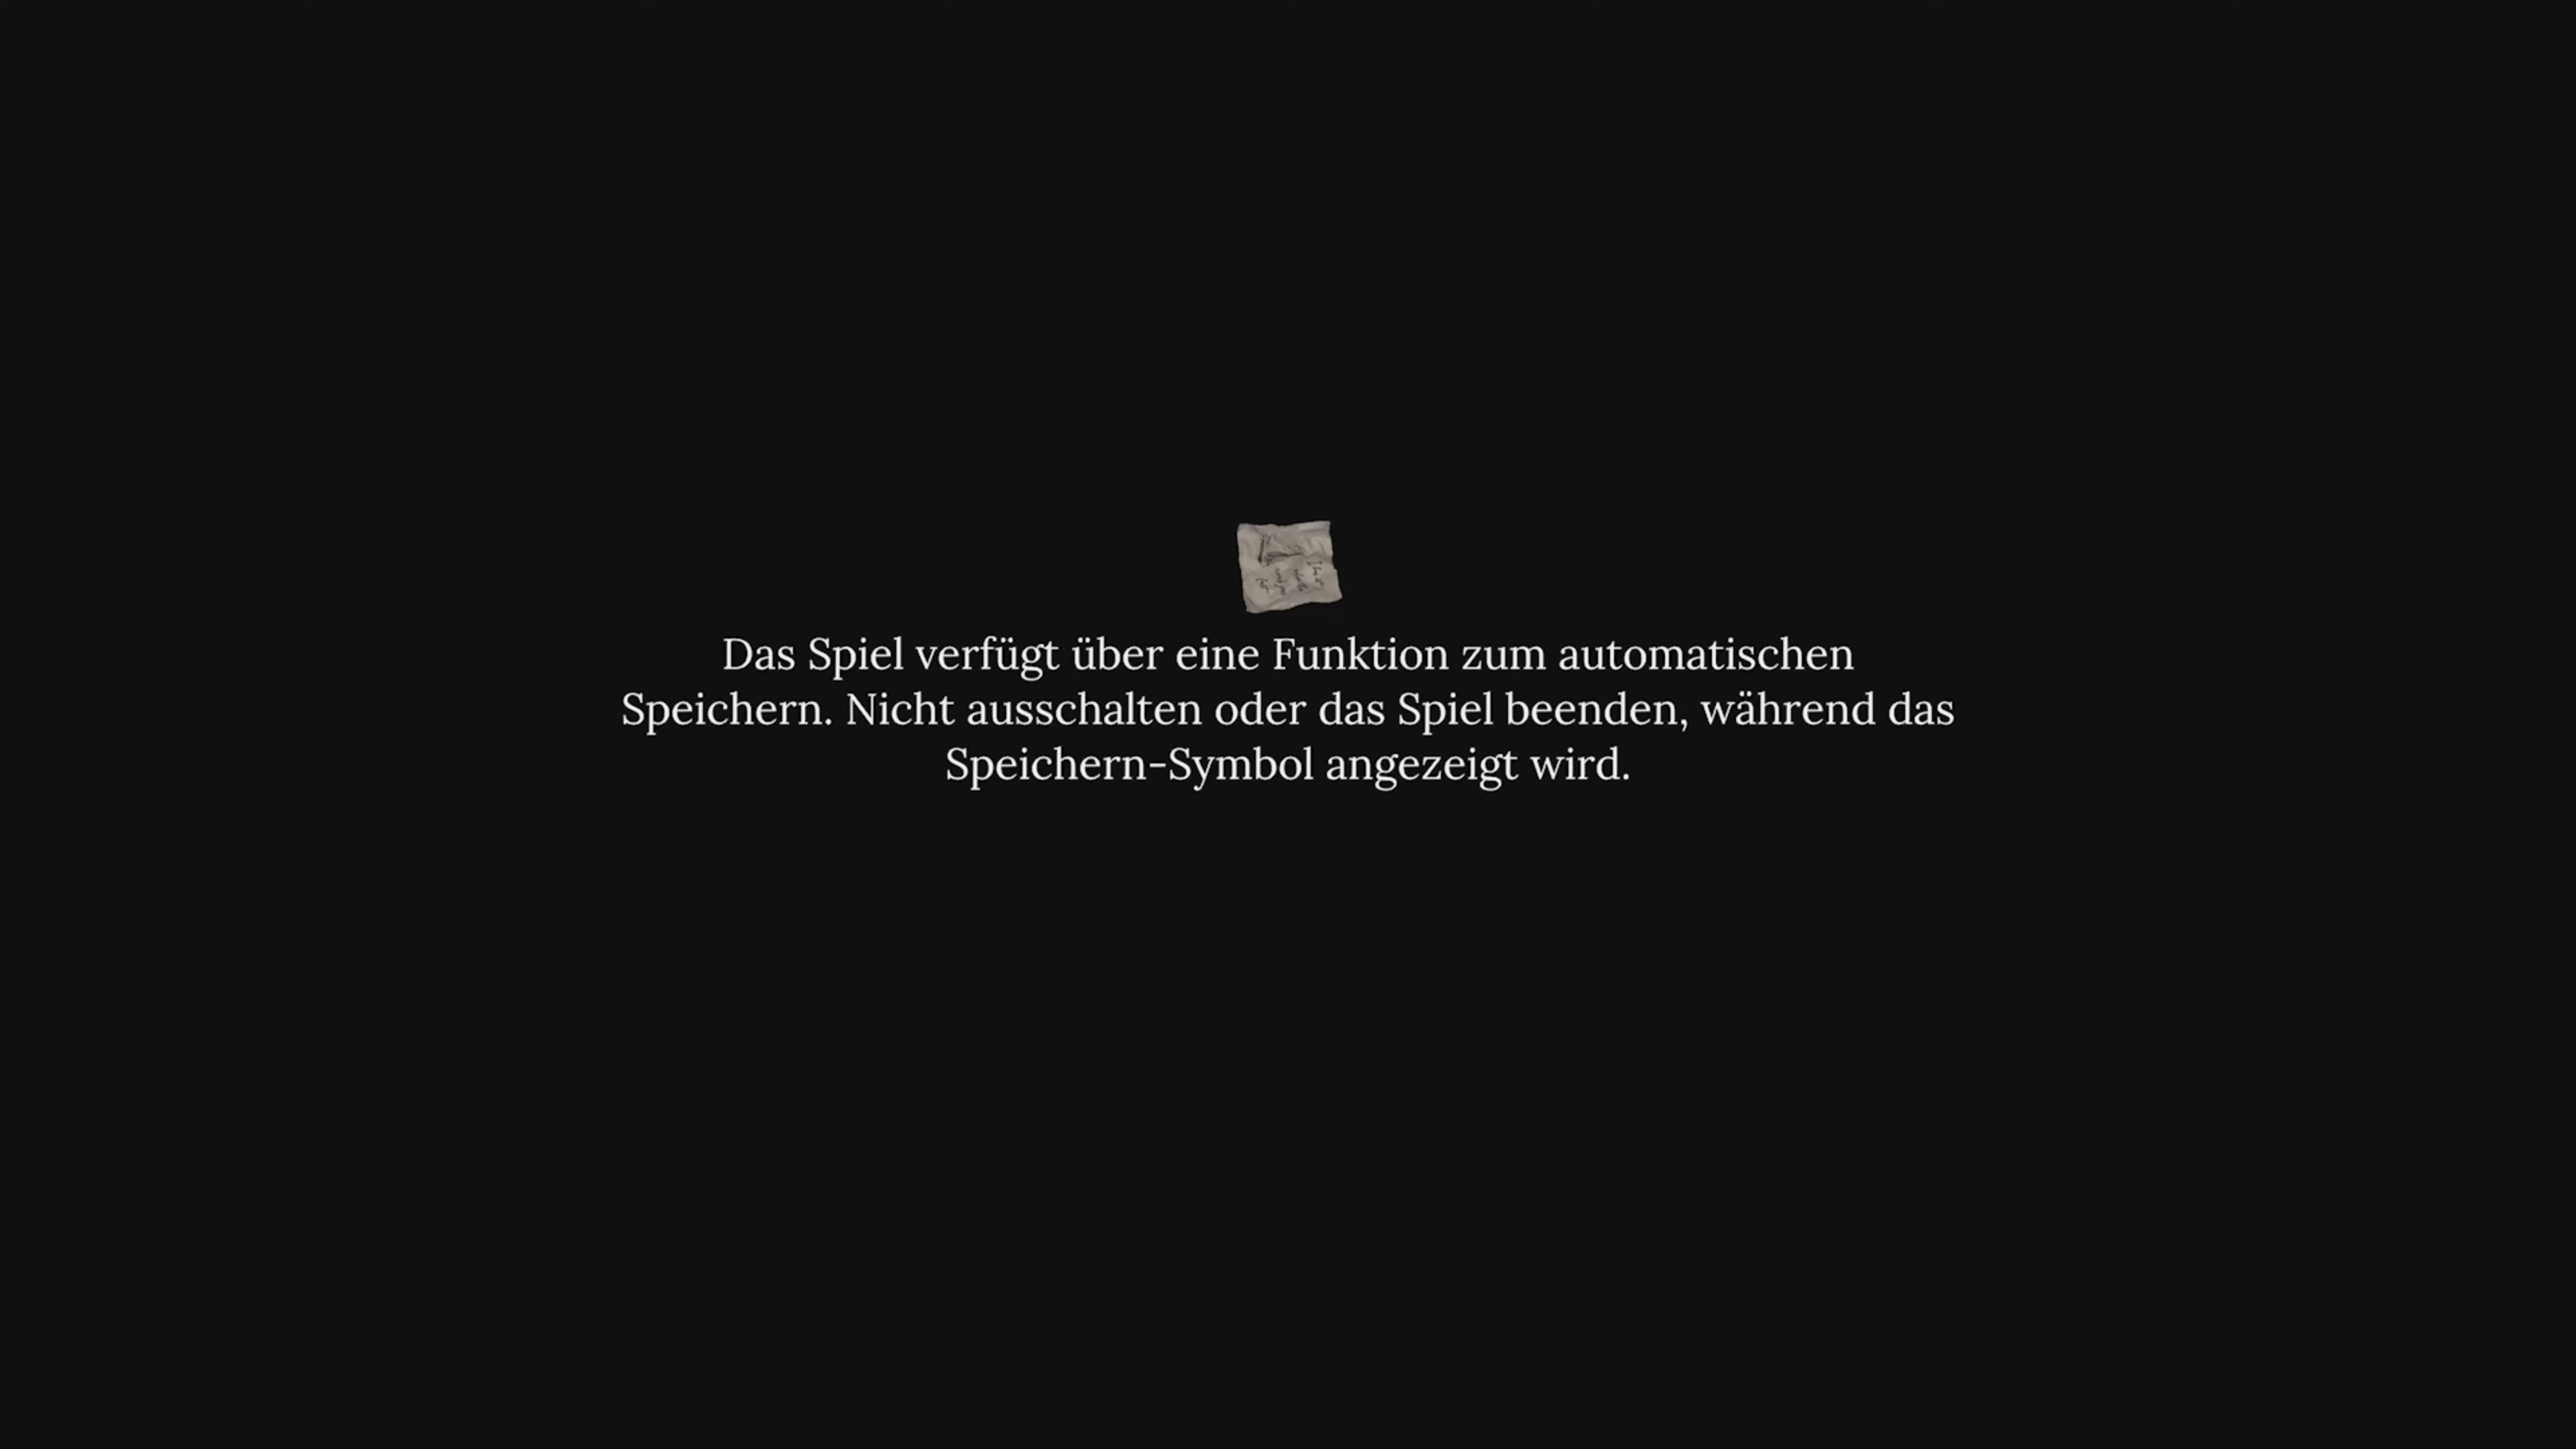 Das Spiel verfügt über eine Funktion zum automatischen
Speichern. Nicht ausschalten oder das Spiel beenden, während das
Speichern-Symbol angezeigt wird.